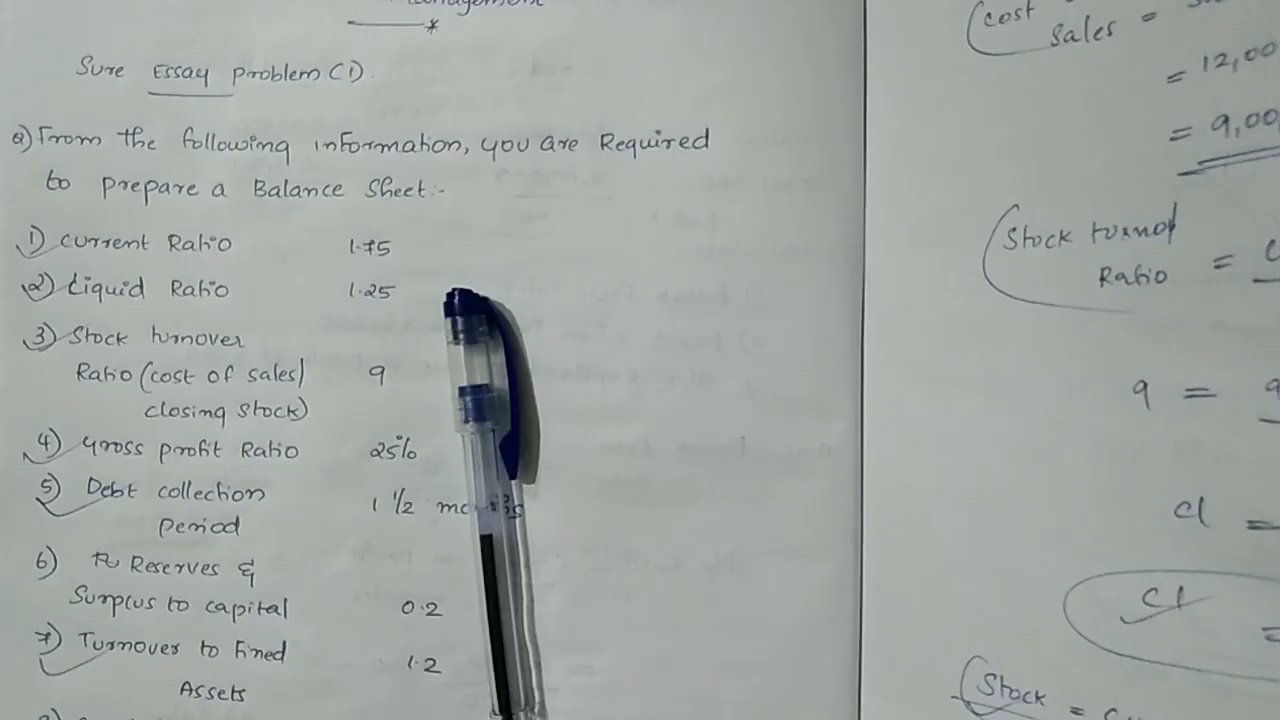 Management
Sure Essay problem (1).
Q) From the following information, you are Required
to prepare a Balance Sheet:-
1) current Ratio 1.75
2) Liquid Ratio 1.25
3) Stock turnover
Ratio (cost of sales/ 9
closing stock)
4) Gross profit Ratio 25%
5) Debt collection 1 1/2
period
6) Reserves &
Surplus to capital 0.2
7) Turnover to Fixed 1.2
Assets
(cost
sales =
= 12,00
= 9,00
(Stock turnov
Ratio =
9 = 9
cl =
cl =
(Stock =